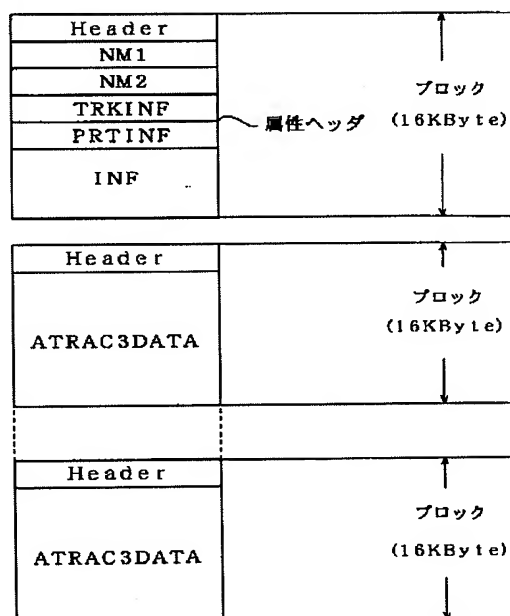 Header
NM1
NM2
TRKINF
PRTINF
INF
属性ヘッダ
ブロック
(16KByte)
Header
ATRAC3DATA
ブロック
(16KByte)
Header
ATRAC3DATA
ブロック
(16KByte)